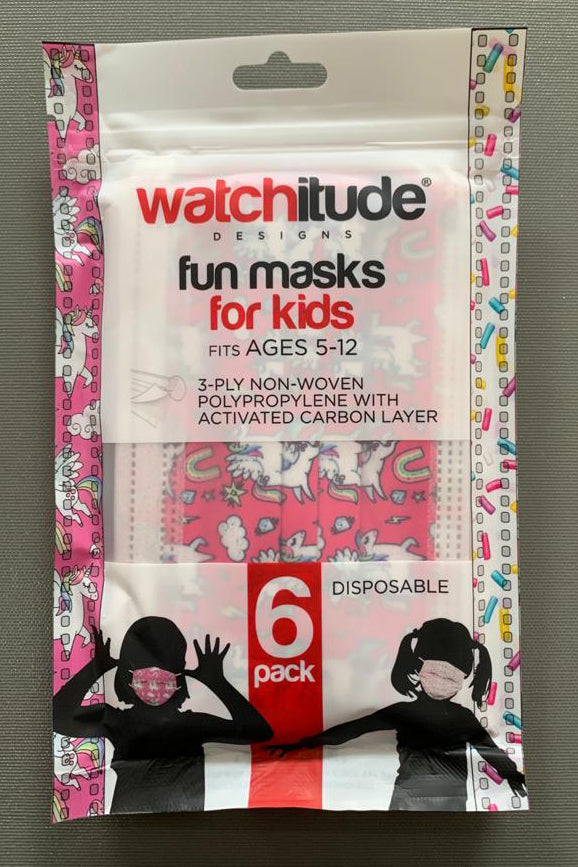 watchitude®
DESIGNS
fun masks
for kids
FITS AGES 5-12
3-PLY NON-WOVEN
POLYPROPYLENE WITH
ACTIVATED CARBON LAYER
6
pack
DISPOSABLE